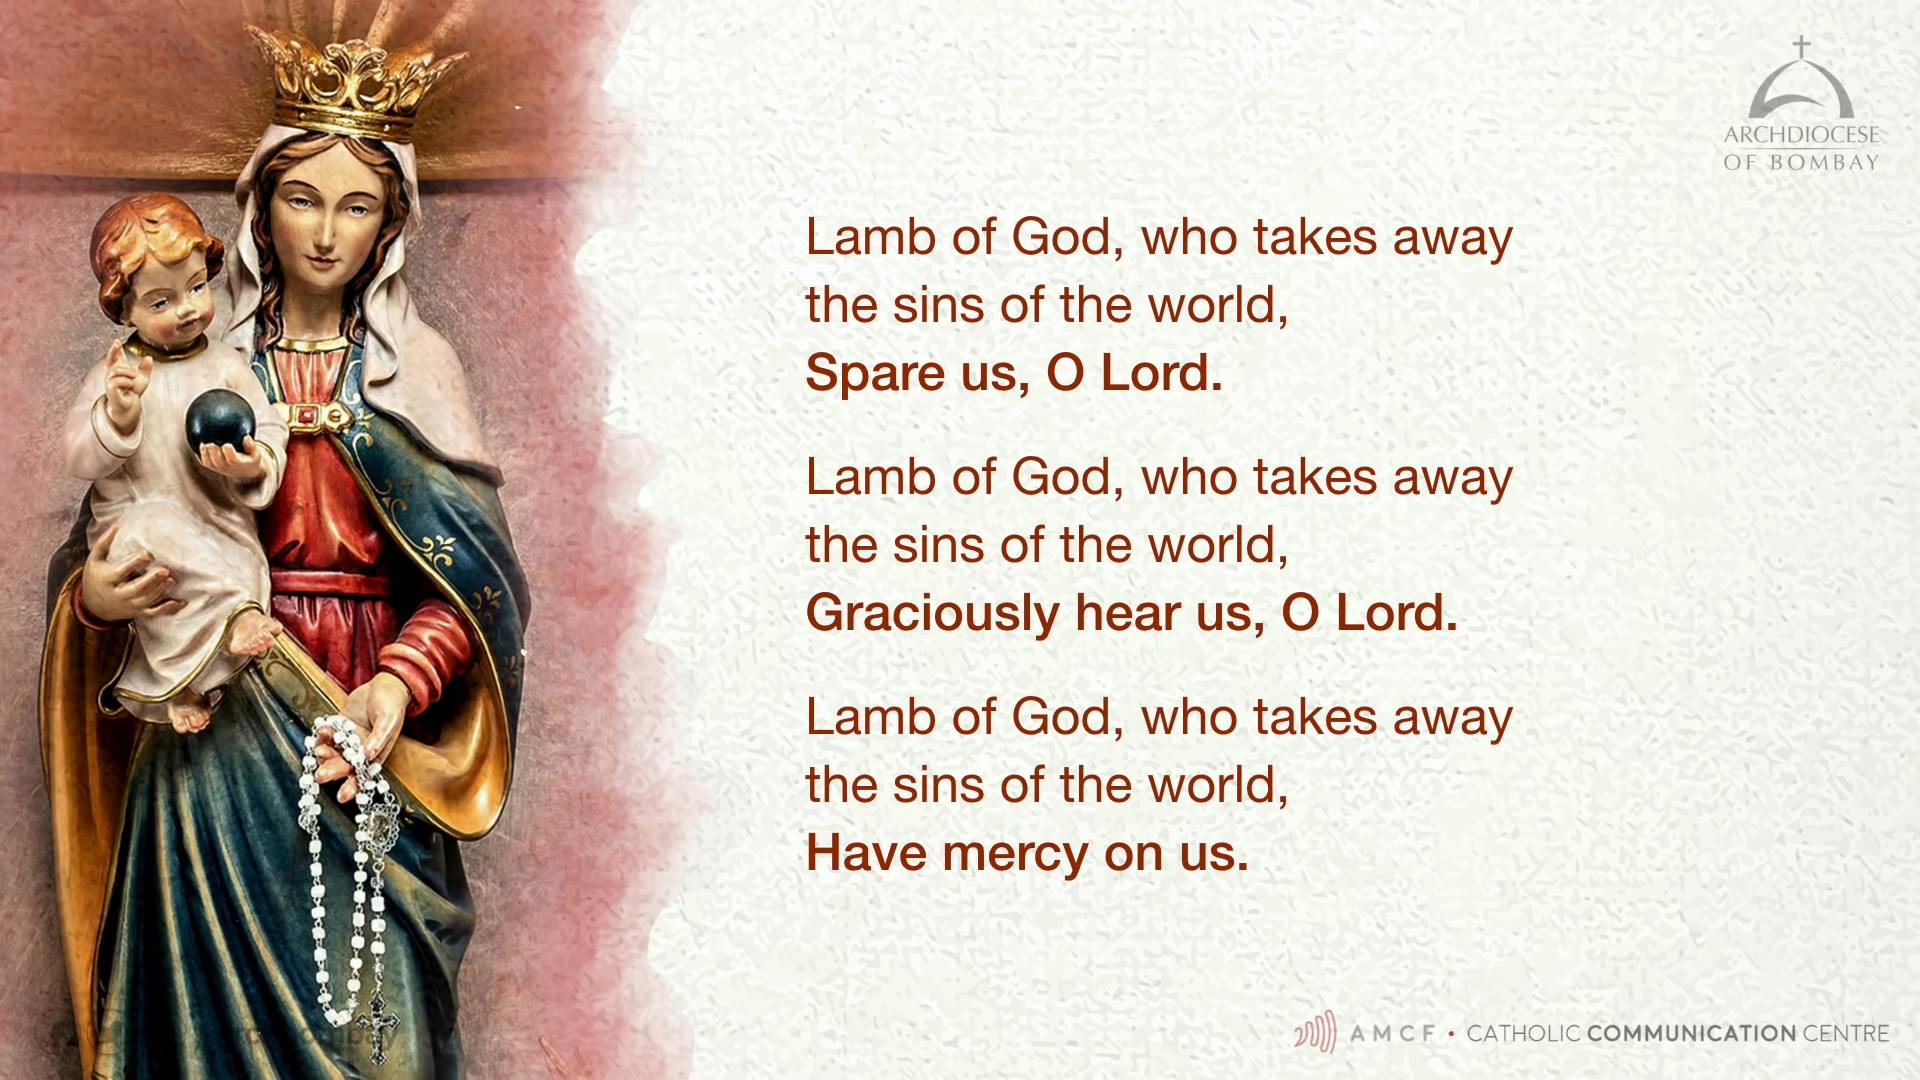 ARCHDIOCESE
OF BOMBAY
Lamb of God, who takes away
the sins of the world,
Spare us, O Lord.
Lamb of God, who takes away
the sins of the world,
Graciously hear us, O Lord.
Lamb of God, who takes away
the sins of the world,
Have mercy on us.
AMCF • CATHOLIC COMMUNICATION CENTRE